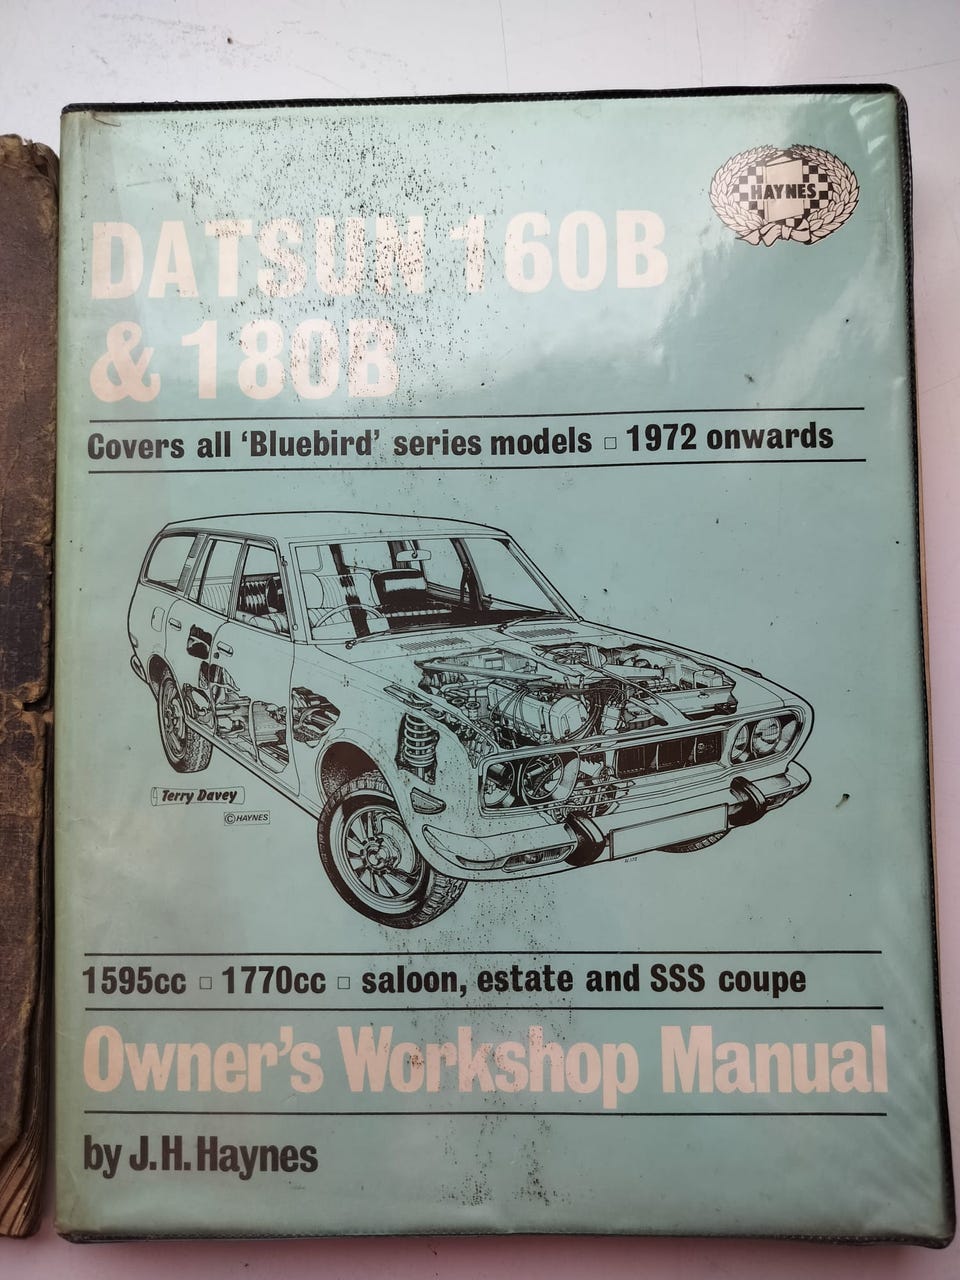 HAYNES
DATSUN 160B
& 180B
Covers all ‘Bluebird’ series models □ 1972 onwards
Terry Davey
© HAYNES
1595cc □ 1770cc □ saloon, estate and SSS coupe
Owner's Workshop Manual
by J.H. Haynes